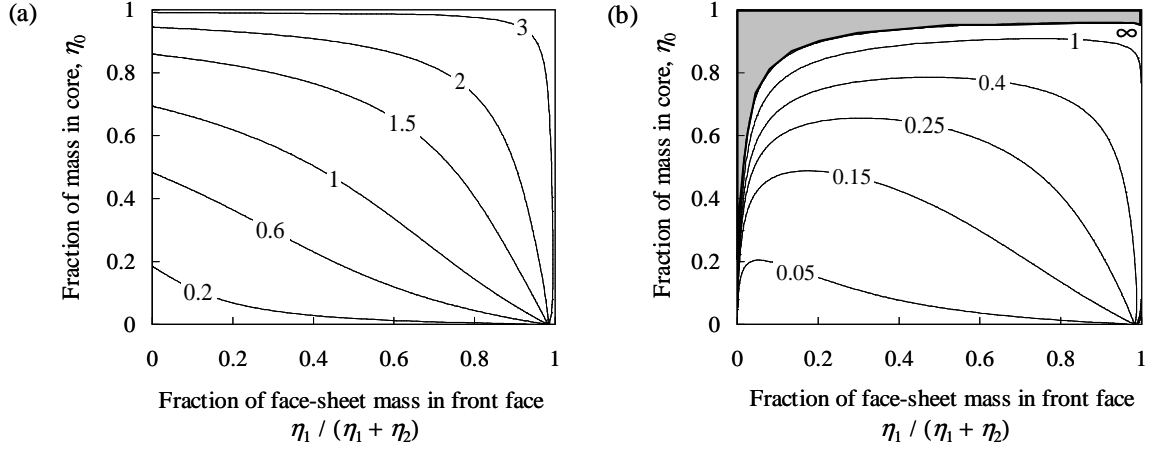 (a)
Fraction of mass in core, η0
1
0.8
0.6
0.4
0.2
0
3
2
1.5
1
0.6
0.2
0 0.2 0.4 0.6 0.8 1
Fraction of face-sheet mass in front face
η1 / (η1 + η2)
(b)
Fraction of mass in core, η0
1
0.8
0.6
0.4
0.2
0
∞
1
0.4
0.25
0.15
0.05
0 0.2 0.4 0.6 0.8 1
Fraction of face-sheet mass in front face
η1 / (η1 + η2)